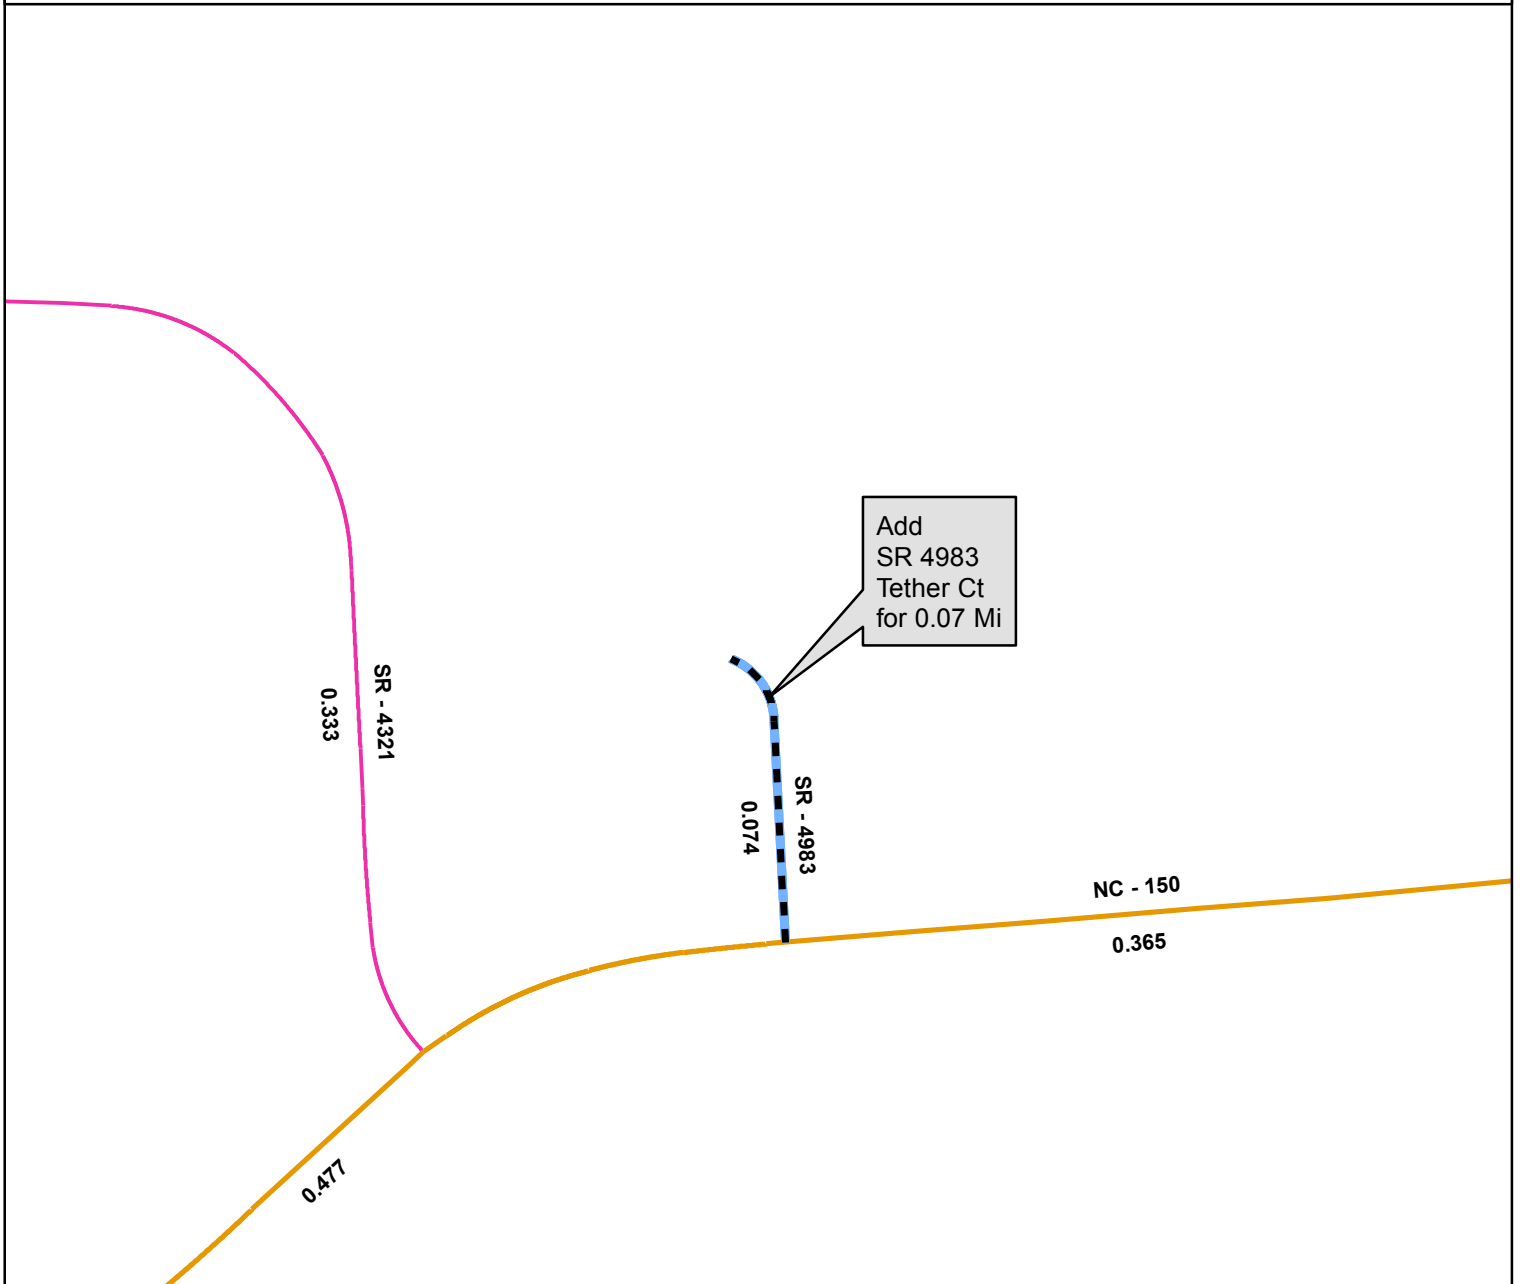 Add
SR 4983
Tether Ct
for 0.07 Mi
SR - 4321
0.333
SR - 4983
0.074
NC - 150
0.365
0.477